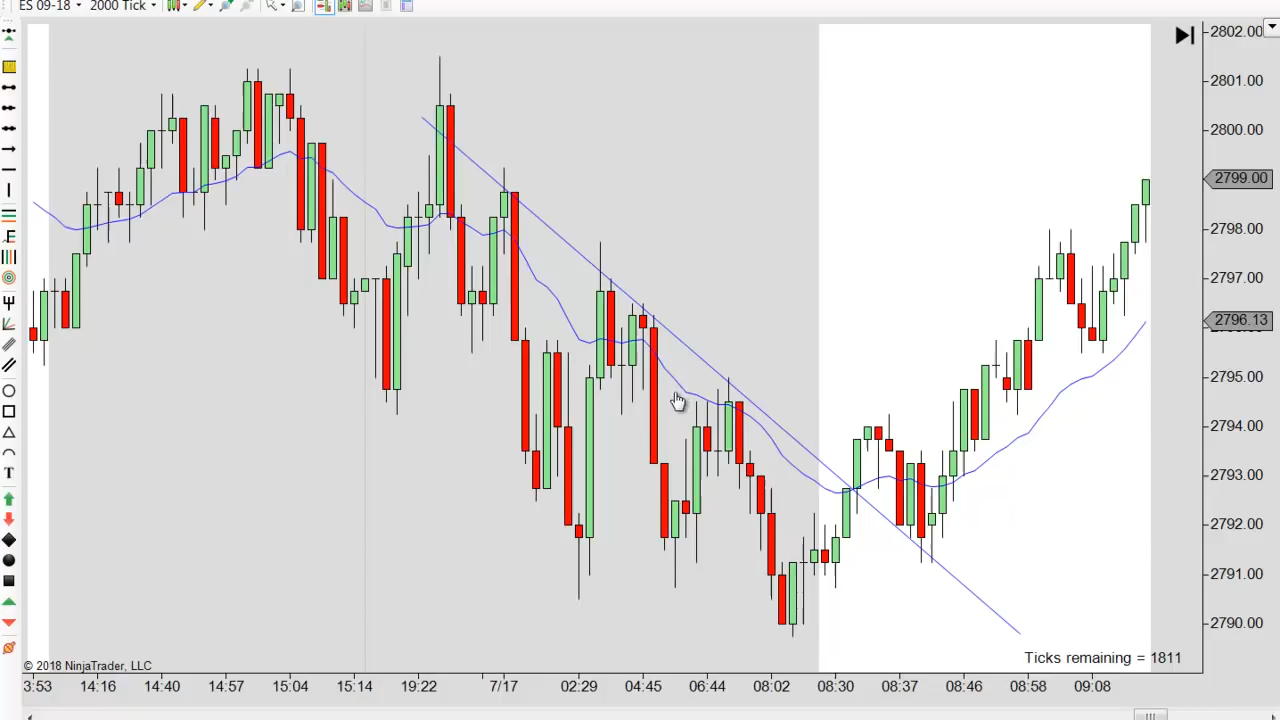 ES 09-18 2000 Tick
2802.00
2801.00
2800.00
2799.00
2798.00
2797.00
2796.13
2795.00
2794.00
2793.00
2792.00
2791.00
2790.00
F
T
Ticks remaining = 1811
© 2018 NinjaTrader, LLC
3:53 14:16 14:40 14:57 15:04 15:14 19:22 7/17 02:29 04:45 06:44 08:02 08:30 08:37 08:46 08:58 09:08